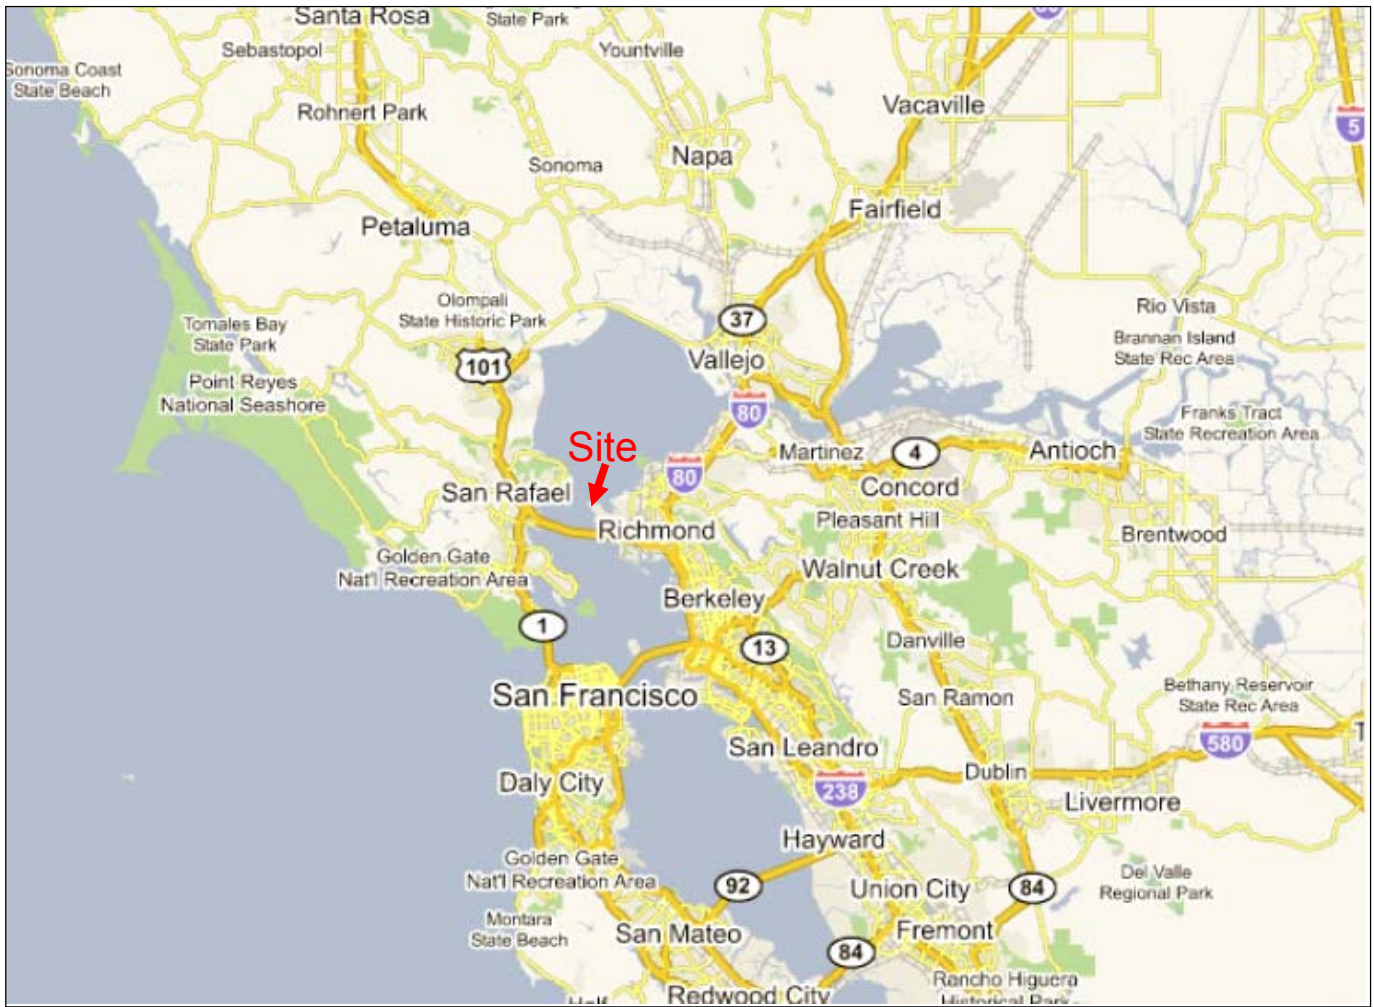 Santa Rosa
State Park
Sebastopol
Yountville
Sonoma Coast
State Beach
Rohnert Park
Vacaville
5
Sonoma
Napa
Petaluma
Fairfield
Olompali
State Historic Park
37
Rio Vista
Tomales Bay
State Park
Brannan Island
State Rec Area
Vallejo
101
Point Reyes
National Seashore
80
Franks Tract
State Recreation Area
Site
Martinez
4
Antioch
80
San Rafael
Concord
Richmond
Pleasant Hill
Brentwood
Golden Gate
Nat'l Recreation Area
Walnut Creek
Berkeley
1
13
Danville
San Francisco
San Ramon
Bethany Reservoir
State Rec Area
San Leandro
580
T
Daly City
238
Dublin
Livermore
Hayward
Golden Gate
Nat'l Recreation Area
92
Union City
84
Del Valle
Regional Park
Montara
State Beach
San Mateo
Fremont
84
Rancho Higuera
Historical Park
Half
Redwood City